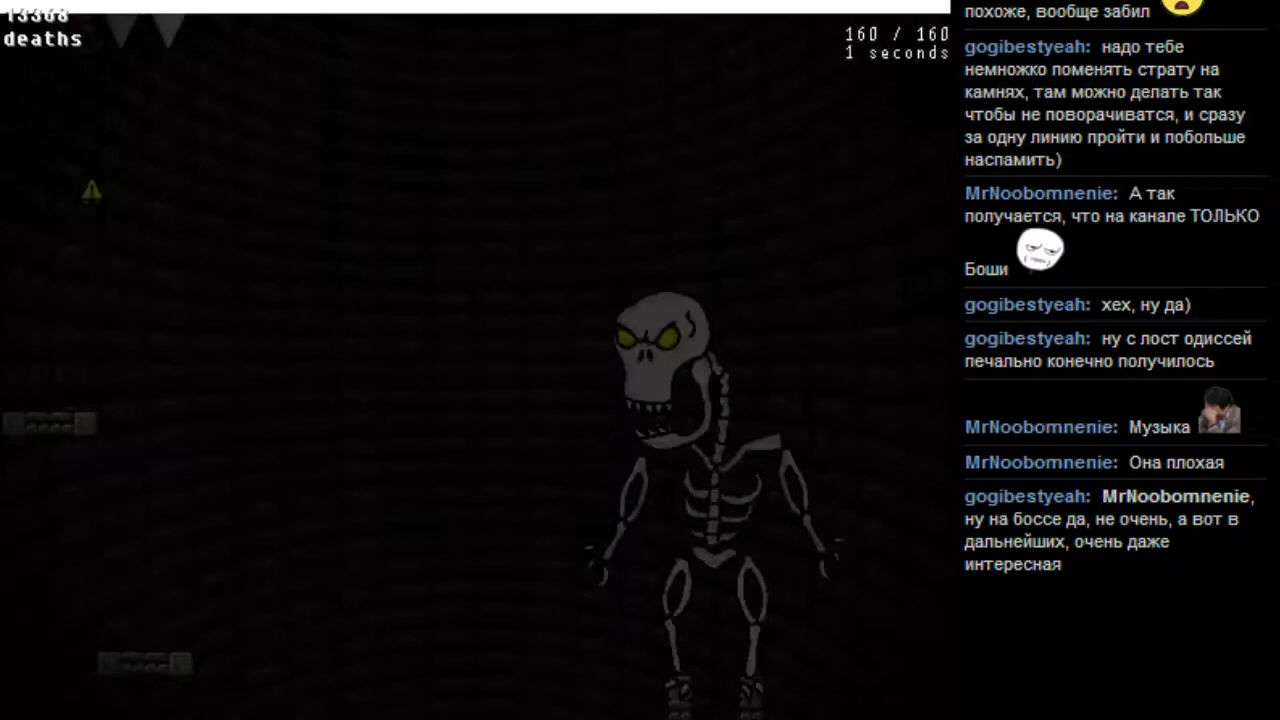 13368
deaths
160 / 160
1 seconds
похоже, вообще забил
gogibestyeah: надо тебе
немножко поменять страту на
камнях, там можно делать так
чтобы не поворачиватся, и сразу
за одну линию пройти и побольше
наспамить)
MrNoobomnenie: А так
получается, что на канале ТОЛЬКО
Боши
gogibestyeah: хех, ну да)
gogibestyeah: ну с лост одиссей
печально конечно получилось
MrNoobomnenie: Музыка
MrNoobomnenie: Она плохая
gogibestyeah: MrNoobomnenie,
ну на боссе да, не очень, а вот в
дальнейших, очень даже
интересная